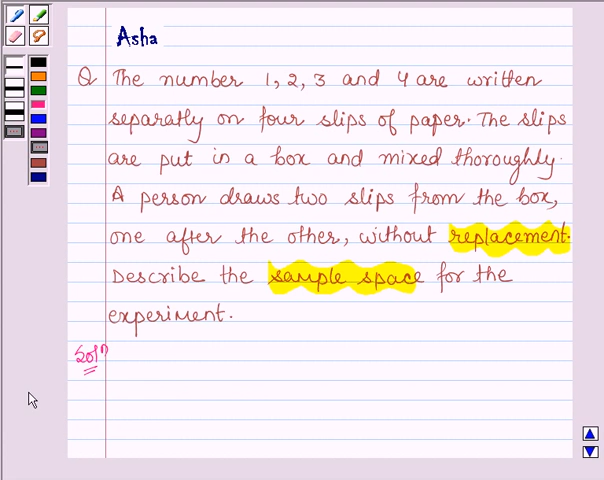 Asha
Q The number 1, 2, 3 and 4 are written
separatly on four slips of paper. The slips
are put in a box and mixed thoroughly.
A person draws two slips from the box,
one after the other, without replacement.
Describe the sample space for the
experiment.
Solⁿ